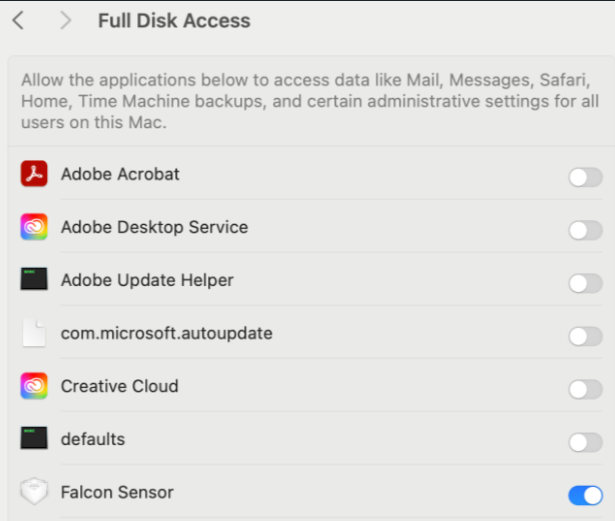 Full Disk Access
Allow the applications below to access data like Mail, Messages, Safari,
Home, Time Machine backups, and certain administrative settings for all
users on this Mac.
Adobe Acrobat
Adobe Desktop Service
Adobe Update Helper
com.microsoft.autoupdate
Creative Cloud
defaults
Falcon Sensor